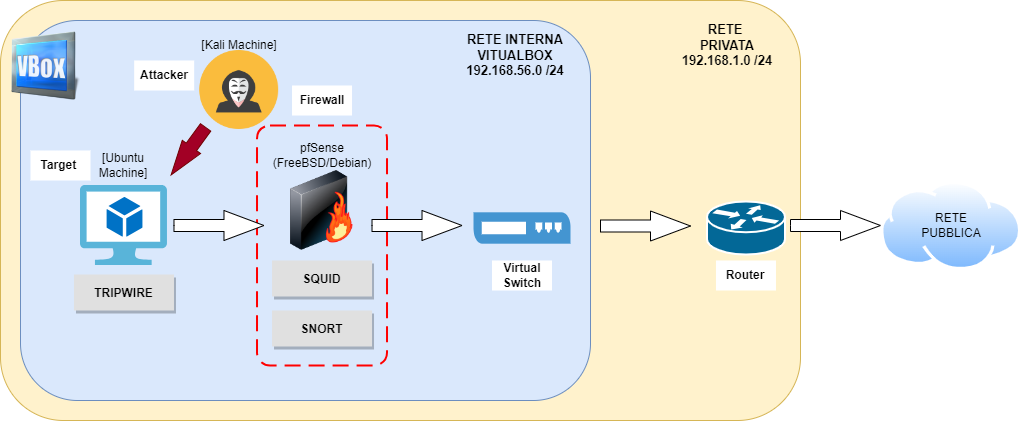 VBox
[Kali Machine]
Attacker
Firewall
RETE INTERNA
VITUALBOX
192.168.56.0 /24
RETE
PRIVATA
192.168.1.0 /24
Target
[Ubuntu
Machine]
pfSense
(FreeBSD/Debian)
TRIPWIRE
SQUID
SNORT
Virtual
Switch
Router
RETE
PUBBLICA